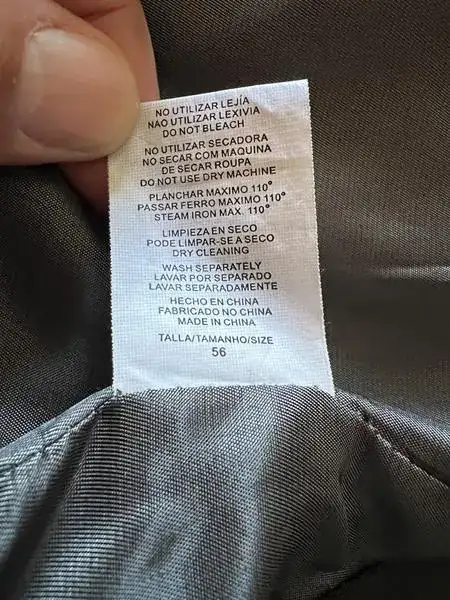 NO UTILIZAR LEJÍA
NÃO UTILIZAR LEXIVIA
DO NOT BLEACH
NO UTILIZAR SECADORA
NO SECAR COM MAQUINA
DE SECAR ROUPA
DO NOT USE DRY MACHINE
PLANCHAR MAXIMO 110°
PASSAR FERRO MAXIMO 110°
STEAM IRON MAX. 110°
LIMPIEZA EN SECO
PODE LIMPAR-SE A SECO
DRY CLEANING
WASH SEPARATELY
LAVAR POR SEPARADO
LAVAR SEPARADAMENTE
HECHO EN CHINA
FABRICADO NO CHINA
MADE IN CHINA
TALLA/TAMANHO/SIZE
56